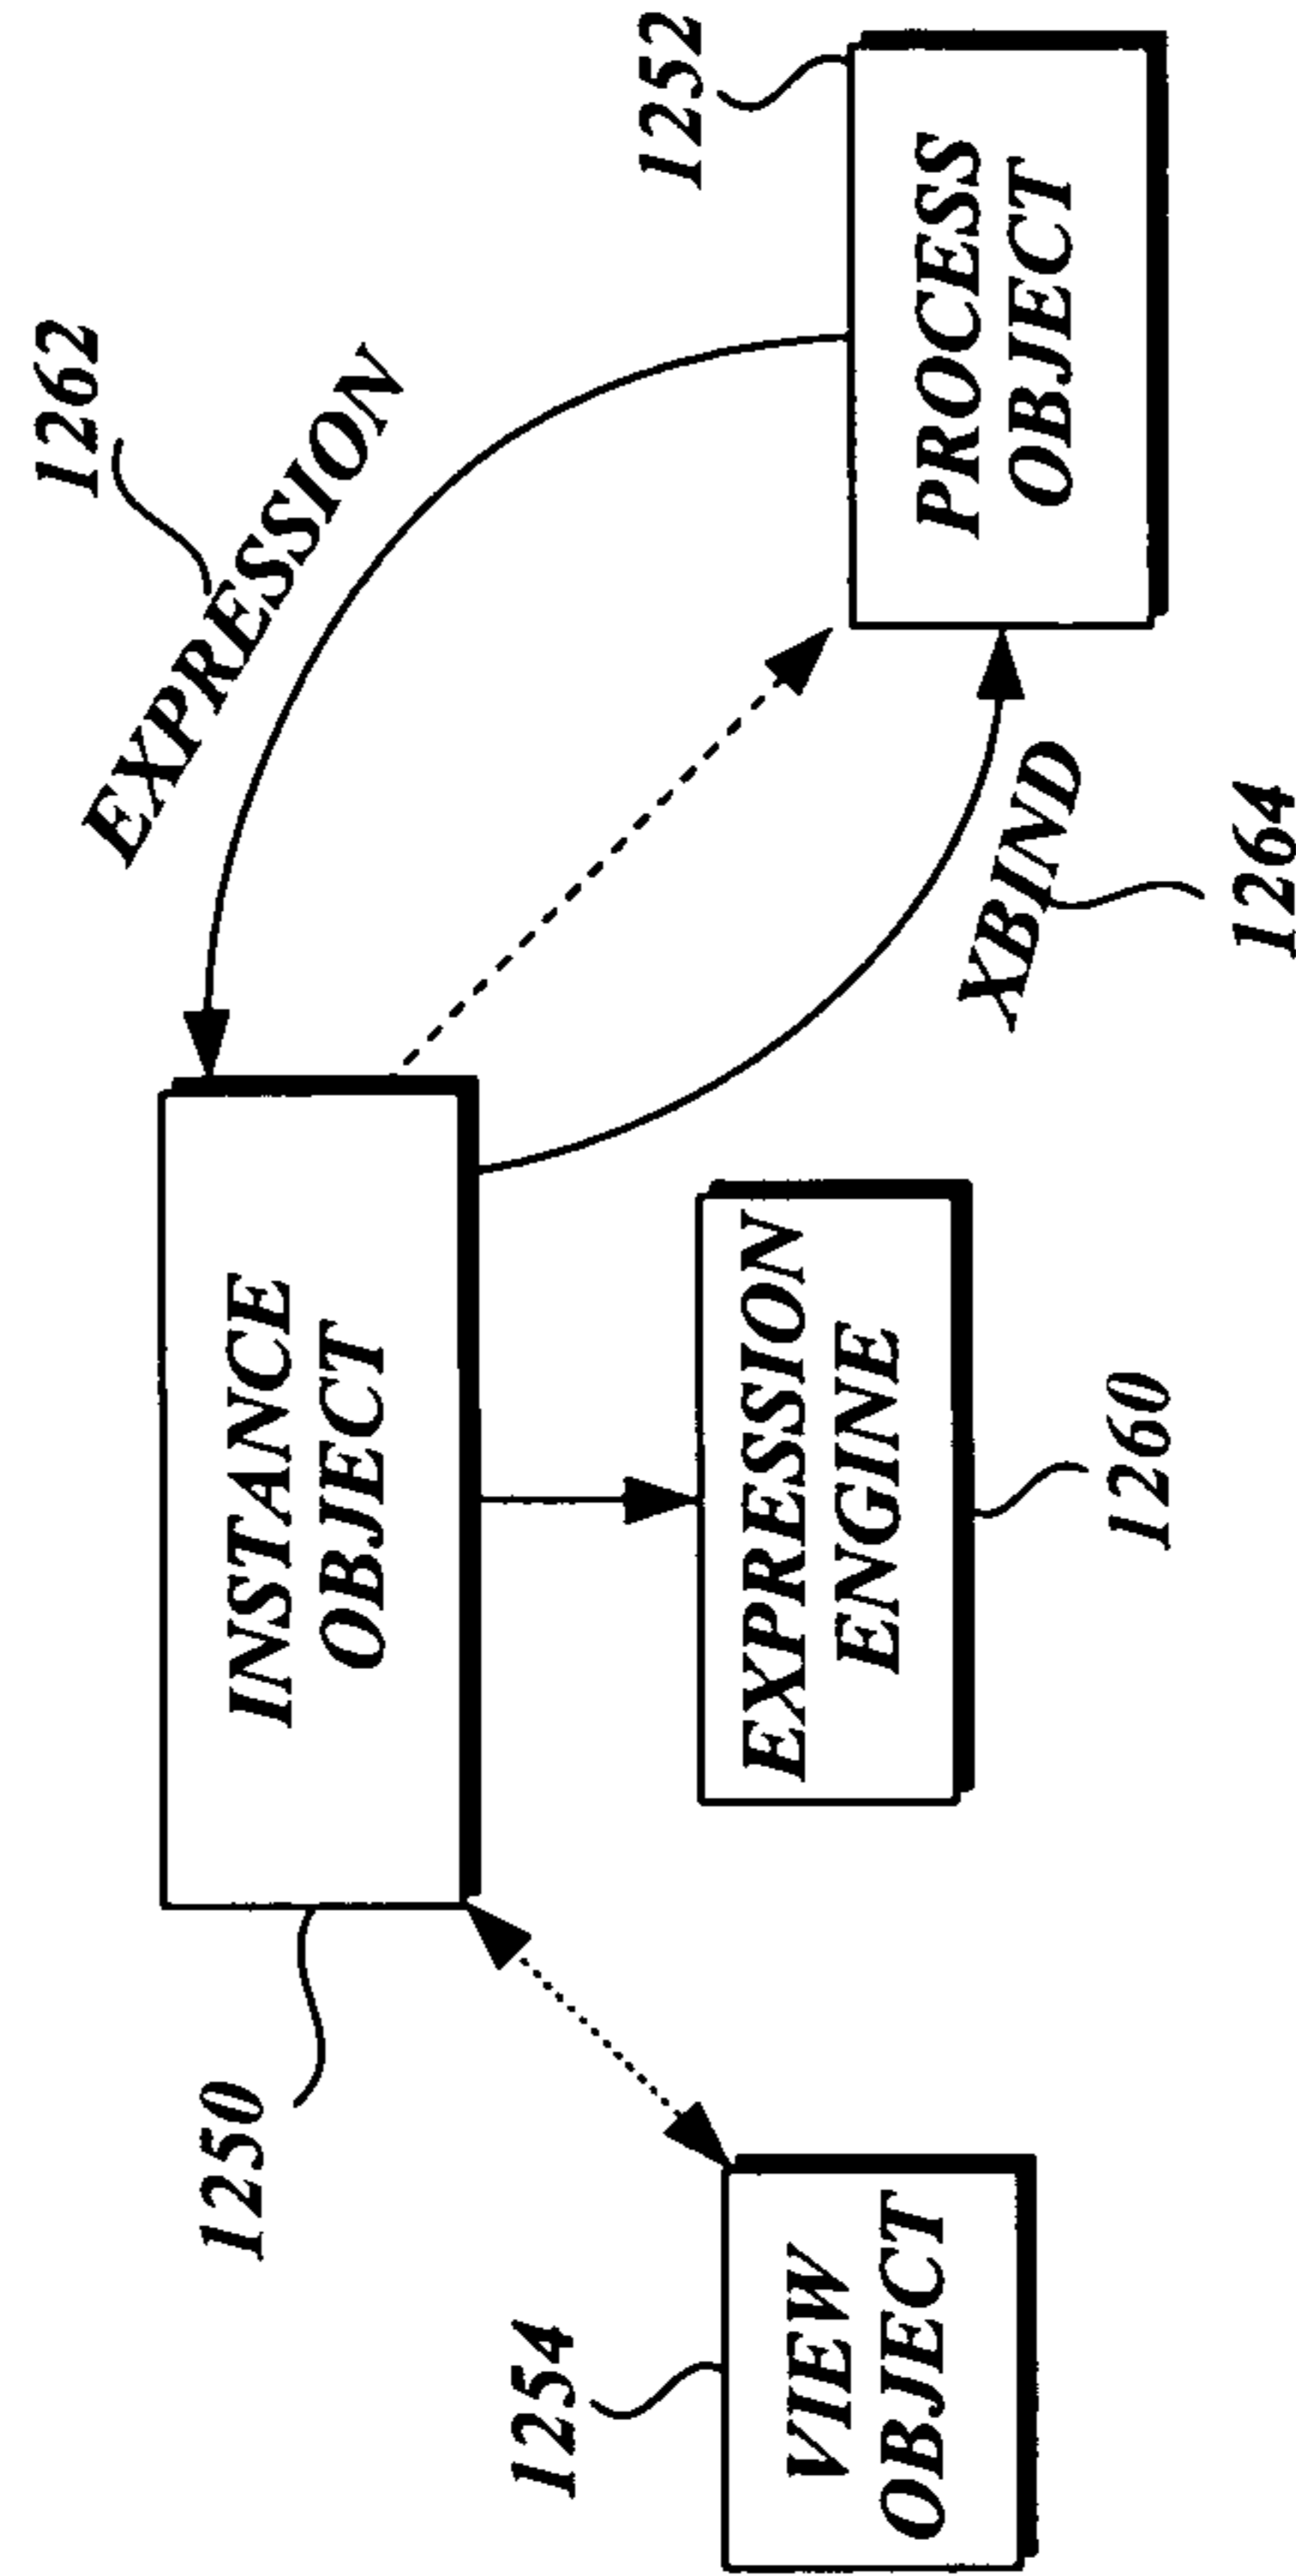 1262
EXPRESSION
1252
INSTANCE
OBJECT
1250
PROCESS
OBJECT
XBIND
1264
1254
VIEW
OBJECT
EXPRESSION
ENGINE
1260